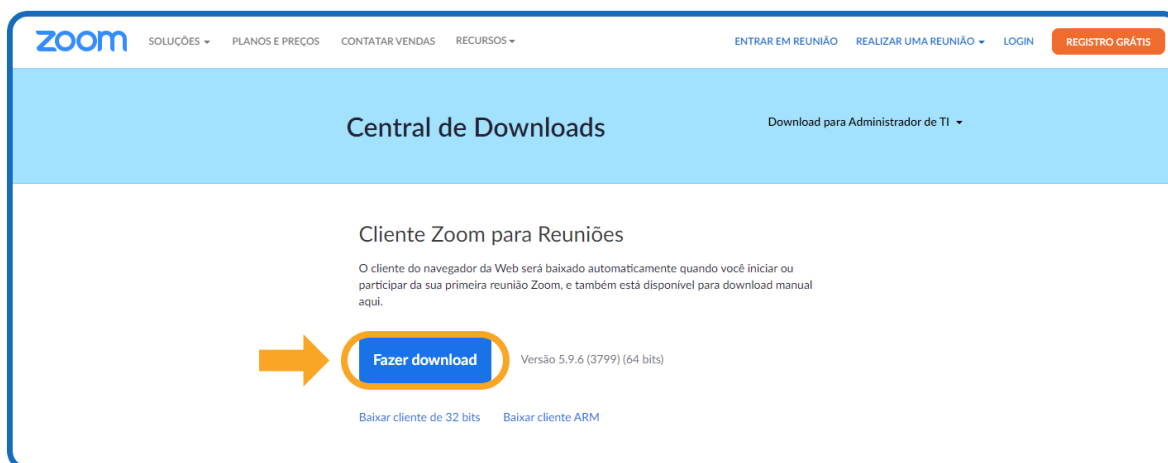 zoom SOLUÇÕES PLANOS E PREÇOS CONTATAR VENDAS RECURSOS ENTRAR EM REUNIÃO REALIZAR UMA REUNIÃO LOGIN REGISTRO GRÁTIS
Central de Downloads Download para Administrador de TI
Cliente Zoom para Reuniões
O cliente do navegador da Web será baixado automaticamente quando você iniciar ou
participar da sua primeira reunião Zoom, e também está disponível para download manual
aqui.
Fazer download Versão 5.9.6 (3799) (64 bits)
Baixar cliente de 32 bits Baixar cliente ARM